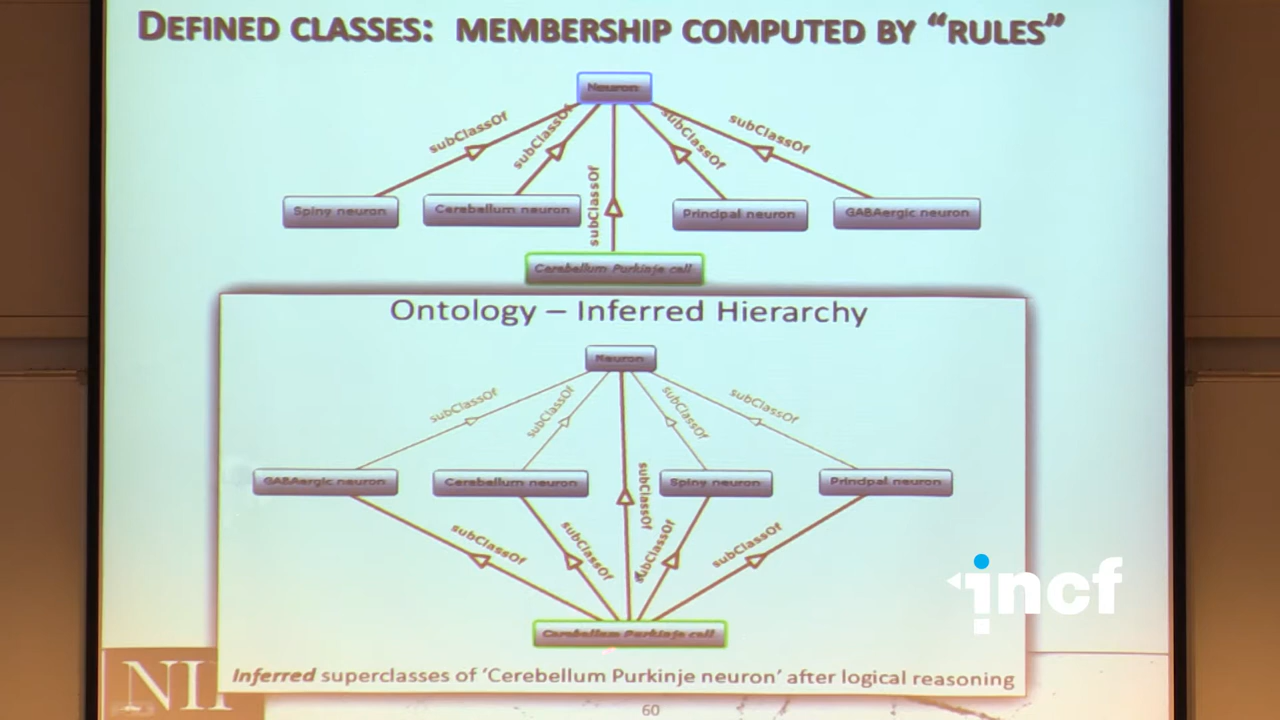 DEFINED CLASSES: MEMBERSHIP COMPUTED BY “RULES”
Neuron
subClassOf
subClassOf
subClassOf
subClassOf
subClassOf
Spiny neuron
Cerebellum neuron
Principal neuron
GABAergic neuron
Cerebellum Purkinje cell
Ontology – Inferred Hierarchy
Neuron
subClassOf
subClassOf
subClassOf
subClassOf
GABAergic neuron
Cerebellum neuron
Spiny neuron
Principal neuron
subClassOf
subClassOf
subClassOf
subClassOf
subClassOf
Cerebellum Purkinje cell
incf
NI
Inferred superclasses of ‘Cerebellum Purkinje neuron’ after logical reasoning
60